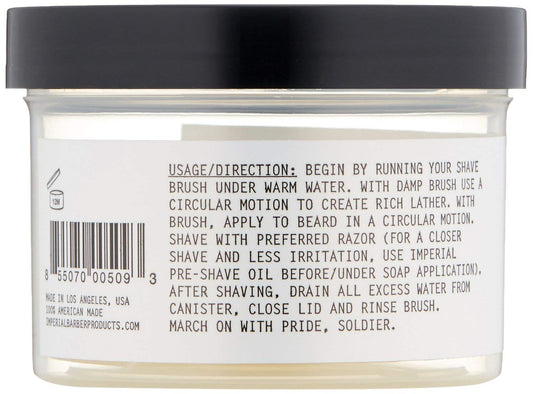 USAGE/DIRECTION: BEGIN BY RUNNING YOUR SHAVE
BRUSH UNDER WARM WATER. WITH DAMP BRUSH USE A
CIRCULAR MOTION TO CREATE RICH LATHER. WITH
BRUSH, APPLY TO BEARD IN A CIRCULAR MOTION.
SHAVE WITH PREFERRED RAZOR (FOR A CLOSER
SHAVE AND LESS IRRITATION, USE IMPERIAL
PRE-SHAVE OIL BEFORE/UNDER SOAP APPLICATION).
AFTER SHAVING, DRAIN ALL EXCESS WATER FROM
CANISTER, CLOSE LID AND RINSE BRUSH.
MARCH ON WITH PRIDE, SOLDIER.
12M
8 55070 00509 3
MADE IN LOS ANGELES, USA
100% AMERICAN MADE
IMPERIALBARBERPRODUCTS.COM